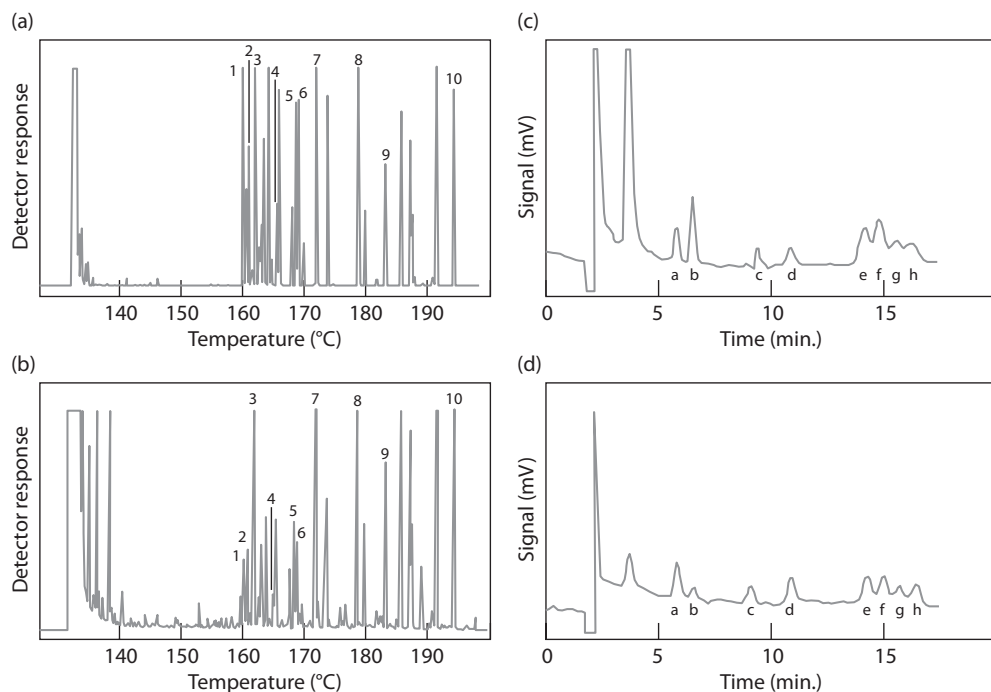 (a)
Detector response
1
2
3
4
5
6
7
8
9
10
140 150 160 170 180 190
Temperature (°C)
(b)
Detector response
1
2
3
4
5
6
7
8
9
10
140 150 160 170 180 190
Temperature (°C)
(c)
Signal (mV)
a b c d e f g h
0 5 10 15
Time (min.)
(d)
Signal (mV)
a b c d e f g h
0 5 10 15
Time (min.)